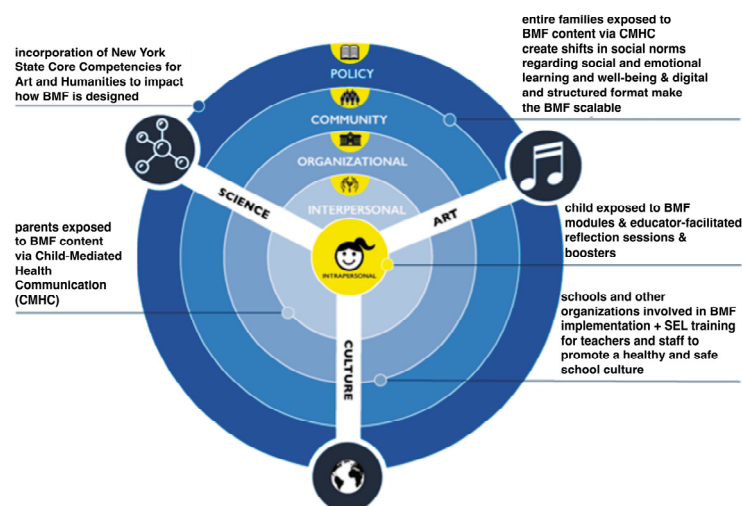 entire families exposed to
BMF content via CMHC
create shifts in social norms
regarding social and emotional
learning and well-being & digital
and structured format make
the BMF scalable
incorporation of New York
State Core Competencies for
Art and Humanities to impact
how BMF is designed
POLICY
COMMUNITY
ORGANIZATIONAL
INTERPERSONAL
INTRAPERSONAL
SCIENCE
ART
CULTURE
parents exposed
to BMF content
via Child-Mediated
Health
Communication
(CMHC)
child exposed to BMF
modules & educator-facilitated
reflection sessions &
boosters
schools and other
organizations involved in BMF
implementation + SEL training
for teachers and staff to
promote a healthy and safe
school culture